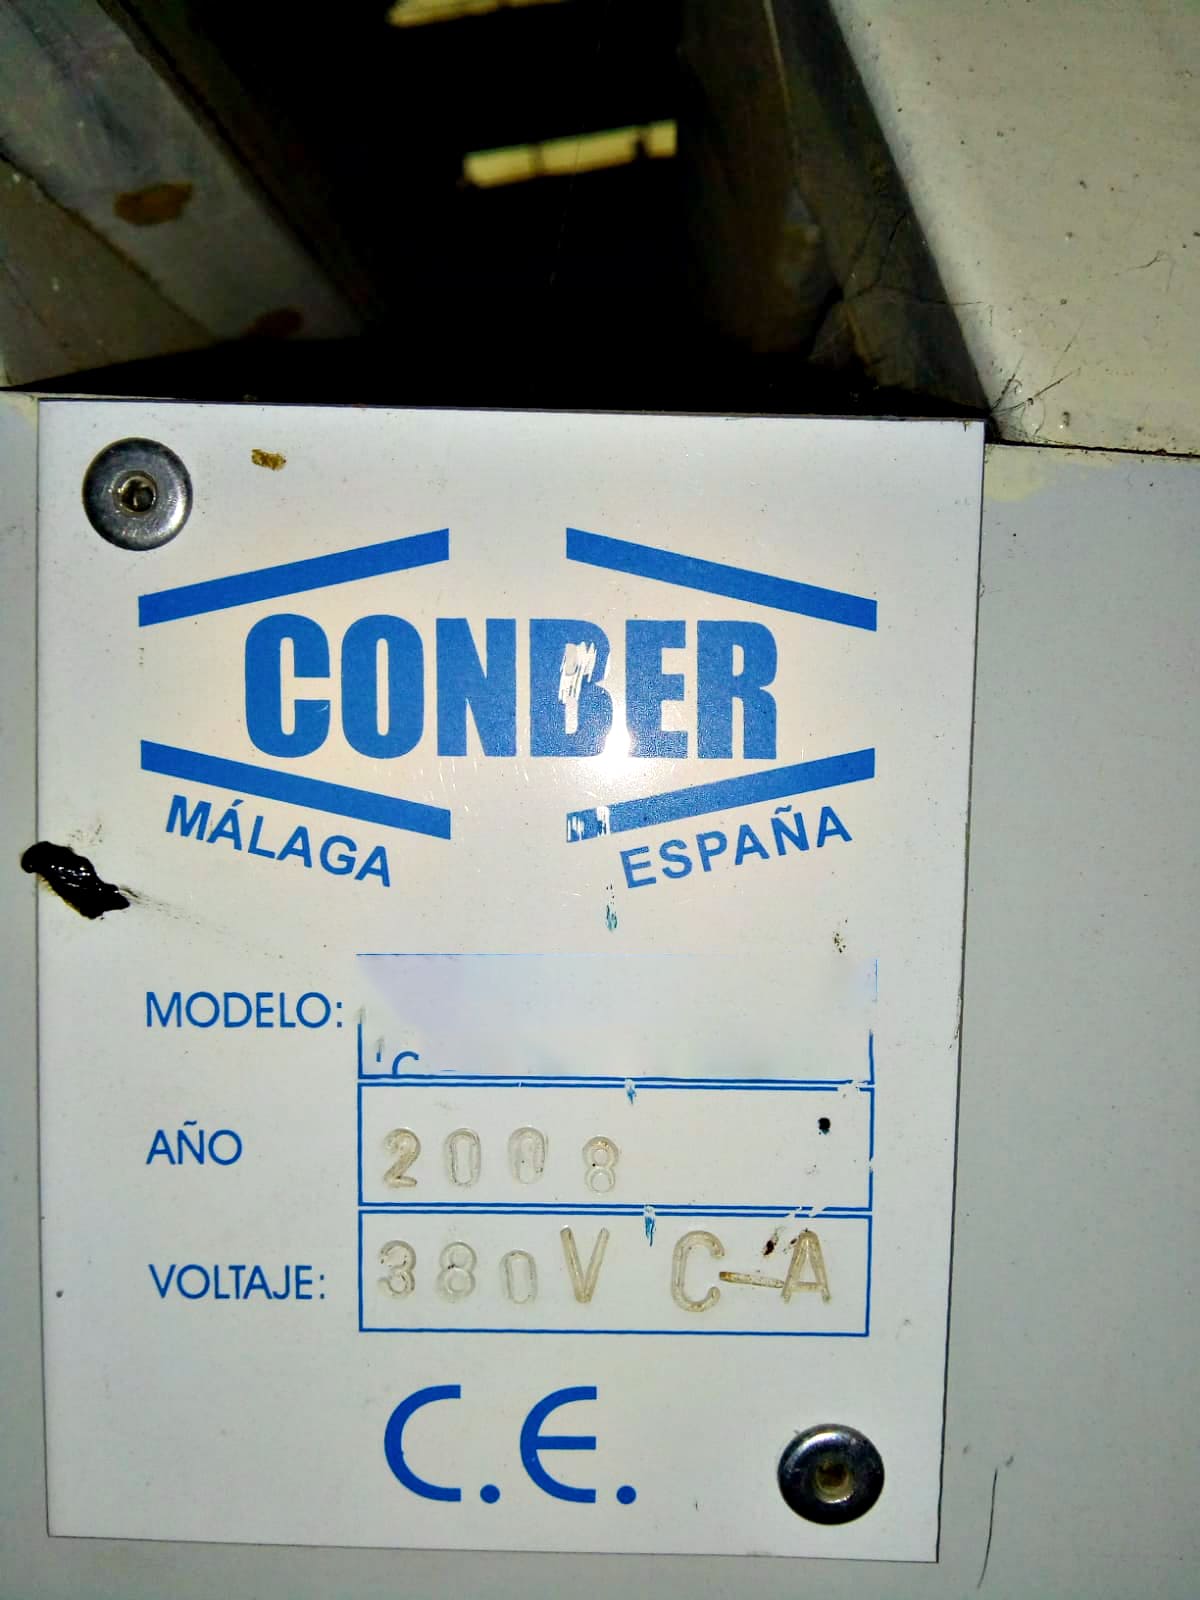 CONBER
MÁLAGA ESPAÑA
MODELO:
AÑO 2008
VOLTAJE: 380V C-A
C.E.